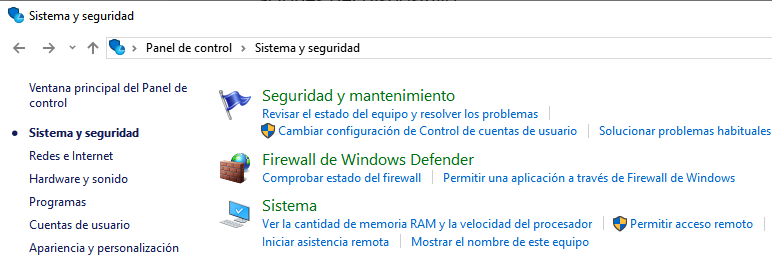 Sistema y seguridad
Panel de control Sistema y seguridad
Ventana principal del Panel de
control
Sistema y seguridad
Redes e Internet
Hardware y sonido
Programas
Cuentas de usuario
Apariencia y personalización
Seguridad y mantenimiento
Revisar el estado del equipo y resolver los problemas
Cambiar configuración de Control de cuentas de usuario Solucionar problemas habituales
Firewall de Windows Defender
Comprobar estado del firewall Permitir una aplicación a través de Firewall de Windows
Sistema
Ver la cantidad de memoria RAM y la velocidad del procesador Permitir acceso remoto
Iniciar asistencia remota Mostrar el nombre de este equipo